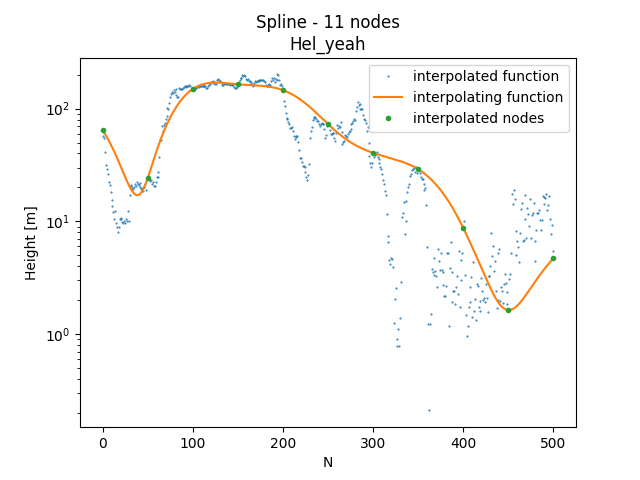 Spline - 11 nodes
Hel_yeah
interpolated function
interpolating function
interpolated nodes
Height [m]
10²
10¹
10⁰
0 100 200 300 400 500
N